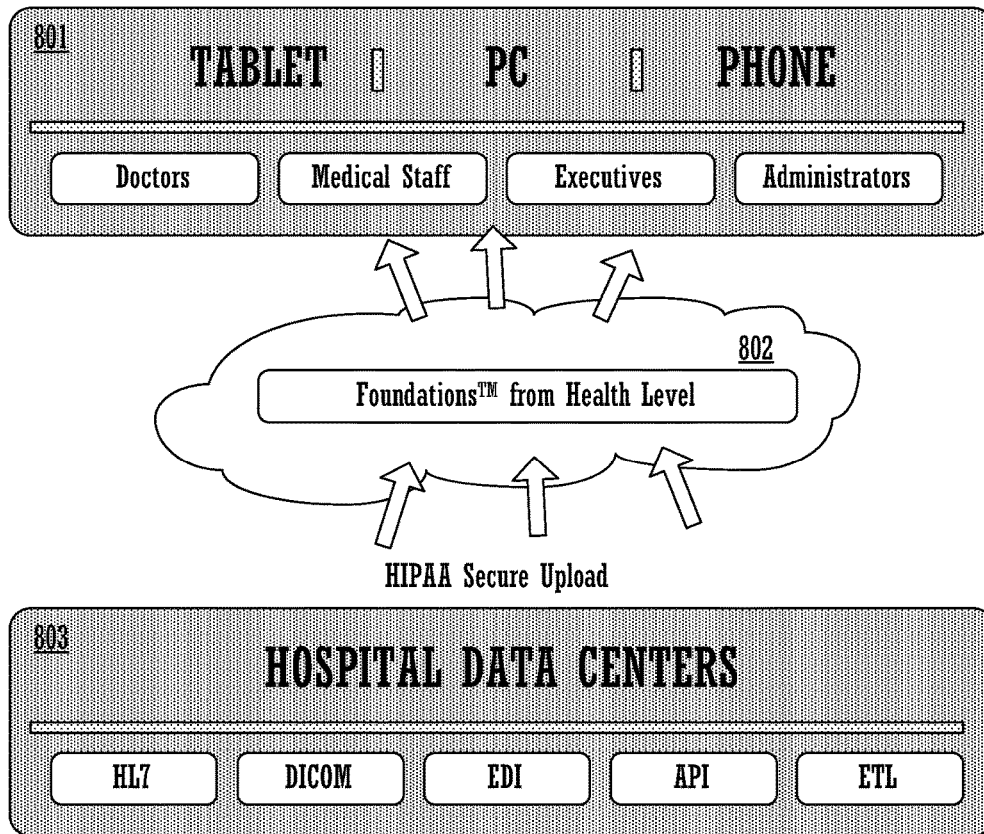 801
TABLET PC PHONE
Doctors Medical Staff Executives Administrators
802
Foundations™ from Health Level
HIPAA Secure Upload
803
HOSPITAL DATA CENTERS
HL7 DICOM EDI API ETL